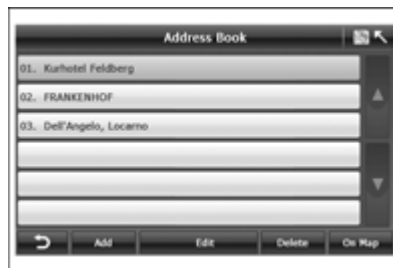 Address Book
01. Kurhotel Feldberg
02. FRANKENHOF
03. Dell'Angelo, Locarno
Add Edit Delete On Map